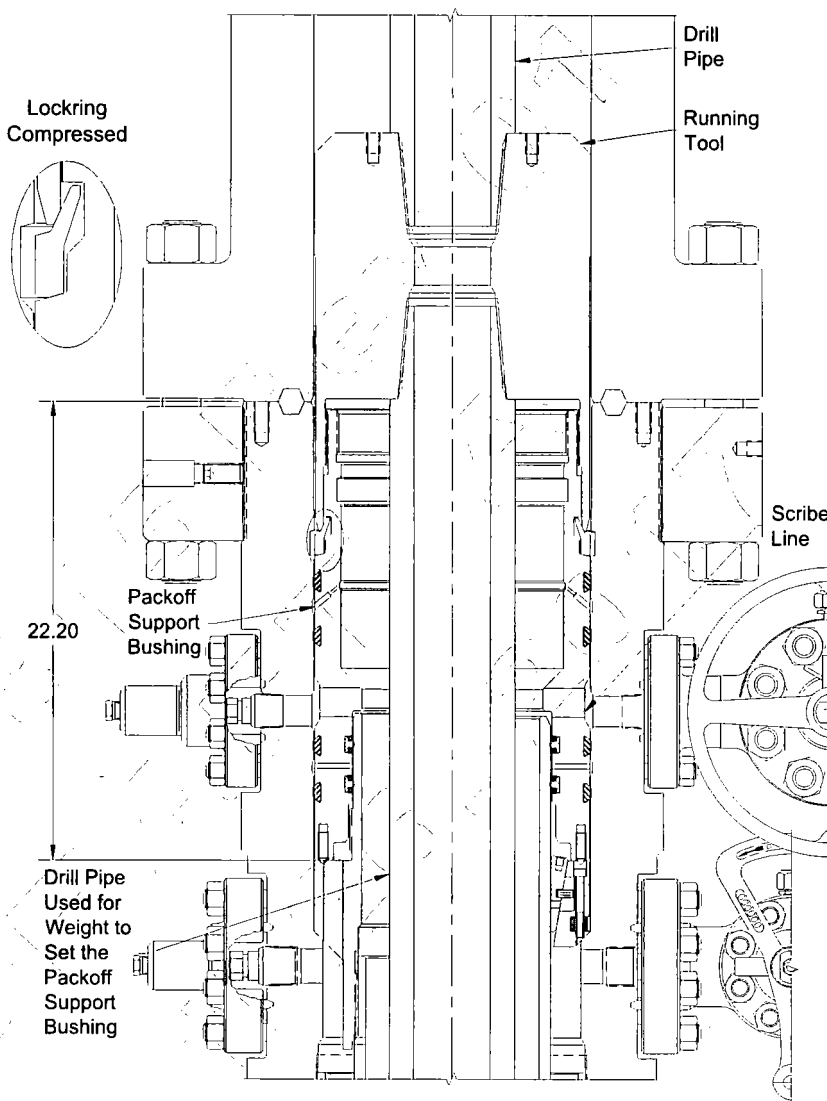 Drill
Pipe
Lockring
Compressed
Running
Tool
Scribe
Line
Packoff
Support
Bushing
22.20
Drill Pipe
Used for
Weight to
Set the
Packoff
Support
Bushing